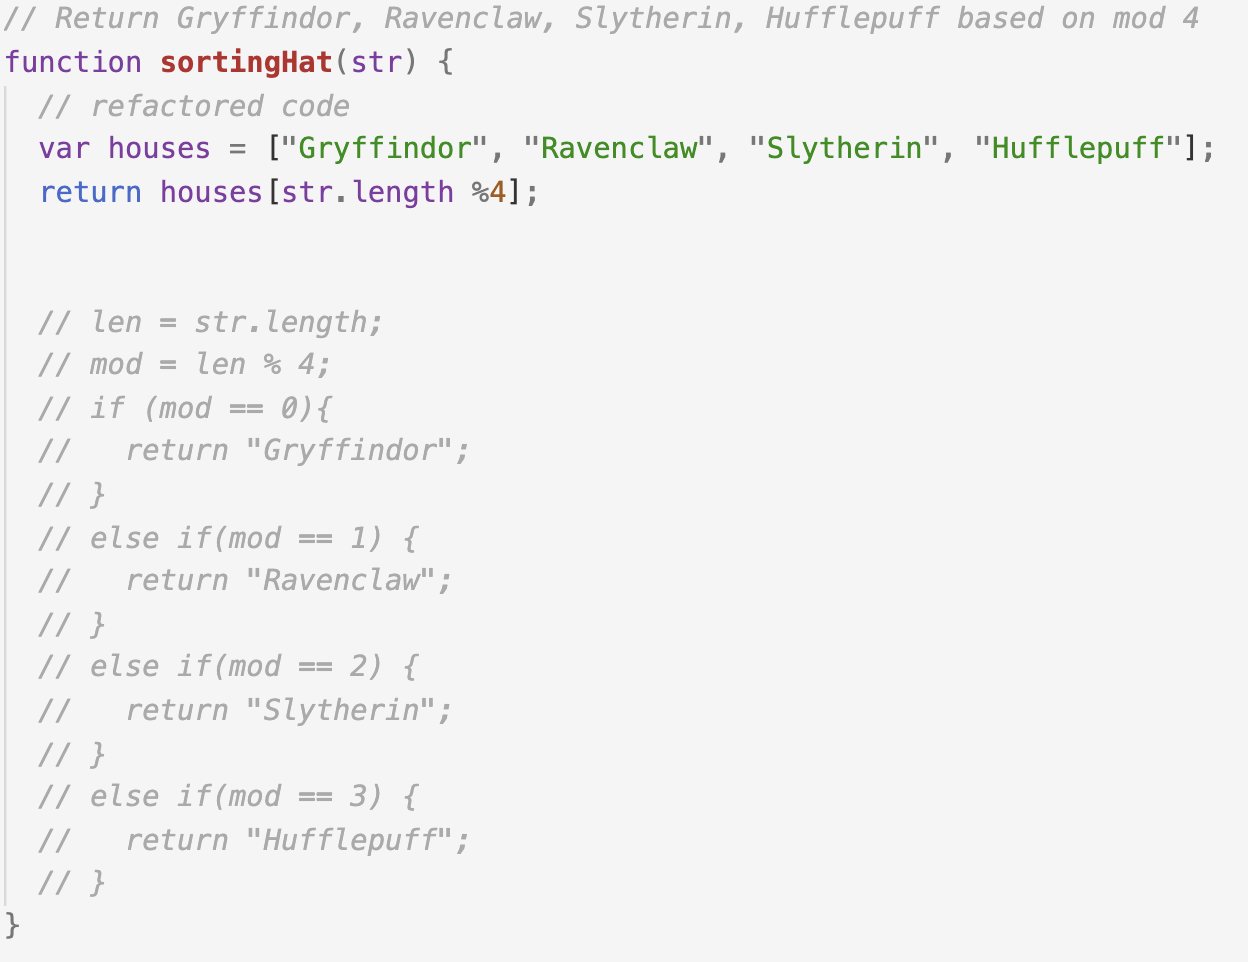 // Return Gryffindor, Ravenclaw, Slytherin, Hufflepuff based on mod 4
function sortingHat(str) {
  // refactored code
  var houses = ["Gryffindor", "Ravenclaw", "Slytherin", "Hufflepuff"];
  return houses[str.length %4];
  // len = str.length;
  // mod = len % 4;
  // if (mod == 0){
  //   return "Gryffindor";
  // }
  // else if(mod == 1) {
  //   return "Ravenclaw";
  // }
  // else if(mod == 2) {
  //   return "Slytherin";
  // }
  // else if(mod == 3) {
  //   return "Hufflepuff";
  // }
}